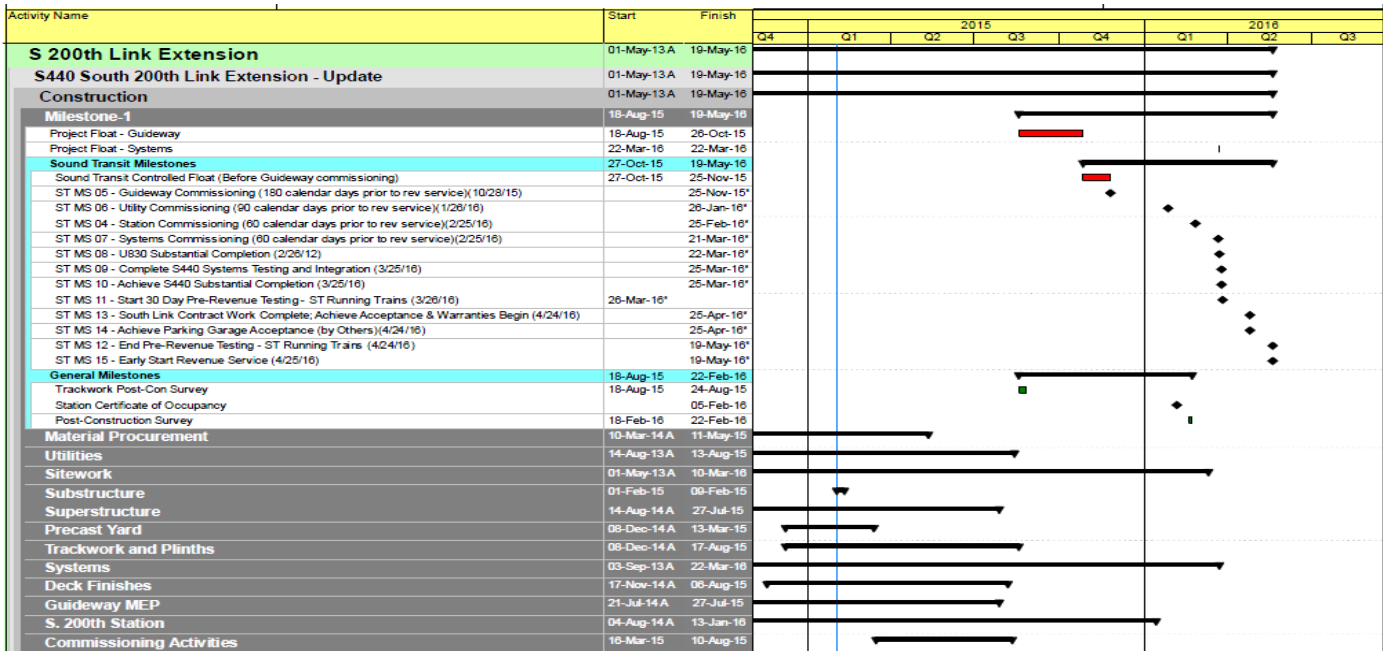 Activity Name Start Finish
2015 2016
Q4 Q1 Q2 Q3 Q4 Q1 Q2 Q3
S 200th Link Extension 01-May-13 A 19-May-16
S440 South 200th Link Extension - Update 01-May-13 A 19-May-16
Construction 01-May-13 A 19-May-16
Milestone-1 18-Aug-15 19-May-16
Project Float - Guideway 18-Aug-15 26-Oct-15
Project Float - Systems 22-Mar-16 22-Mar-16
Sound Transit Milestones 27-Oct-15 19-May-16
Sound Transit Controlled Float (Before Guideway commissioning) 27-Oct-15 25-Nov-15
ST MS 05 - Guideway Commissioning (180 calendar days prior to rev service)(10/28/15) 25-Nov-15*
ST MS 06 - Utility Commissioning (90 calendar days prior to rev service)(1/26/16) 26-Jan-16*
ST MS 04 - Station Commissioning (60 calendar days prior to rev service)(2/25/16) 25-Feb-16*
ST MS 07 - Systems Commissioning (60 calendar days prior to rev service)(2/25/16) 21-Mar-16*
ST MS 08 - U830 Substantial Completion (2/26/12) 22-Mar-16*
ST MS 09 - Complete S440 Systems Testing and Integration (3/25/16) 25-Mar-16*
ST MS 10 - Achieve S440 Substantial Completion (3/25/16) 25-Mar-16*
ST MS 11 - Start 30 Day Pre-Revenue Testing - ST Running Trains (3/26/16) 26-Mar-16*
ST MS 13 - South Link Contract Work Complete; Achieve Acceptance & Warranties Begin (4/24/16) 25-Apr-16*
ST MS 14 - Achieve Parking Garage Acceptance (by Others)(4/24/16) 25-Apr-16*
ST MS 12 - End Pre-Revenue Testing - ST Running Trains (4/24/16) 19-May-16*
ST MS 15 - Early Start Revenue Service (4/25/16) 19-May-16*
General Milestones 18-Aug-15 22-Feb-16
Trackwork Post-Con Survey 18-Aug-15 24-Aug-15
Station Certificate of Occupancy 05-Feb-16
Post-Construction Survey 18-Feb-16 22-Feb-16
Material Procurement 10-Mar-14 A 11-May-15
Utilities 14-Aug-13 A 13-Aug-15
Sitework 01-May-13 A 10-Mar-16
Substructure 01-Feb-15 09-Feb-15
Superstructure 14-Aug-14 A 27-Jul-15
Precast Yard 08-Dec-14 A 13-Mar-15
Trackwork and Plinths 08-Dec-14 A 17-Aug-15
Systems 03-Sep-13 A 22-Mar-16
Deck Finishes 17-Nov-14 A 06-Aug-15
Guideway MEP 21-Jul-14 A 27-Jul-15
S. 200th Station 04-Aug-14 A 13-Jan-16
Commissioning Activities 16-Mar-15 10-Aug-15